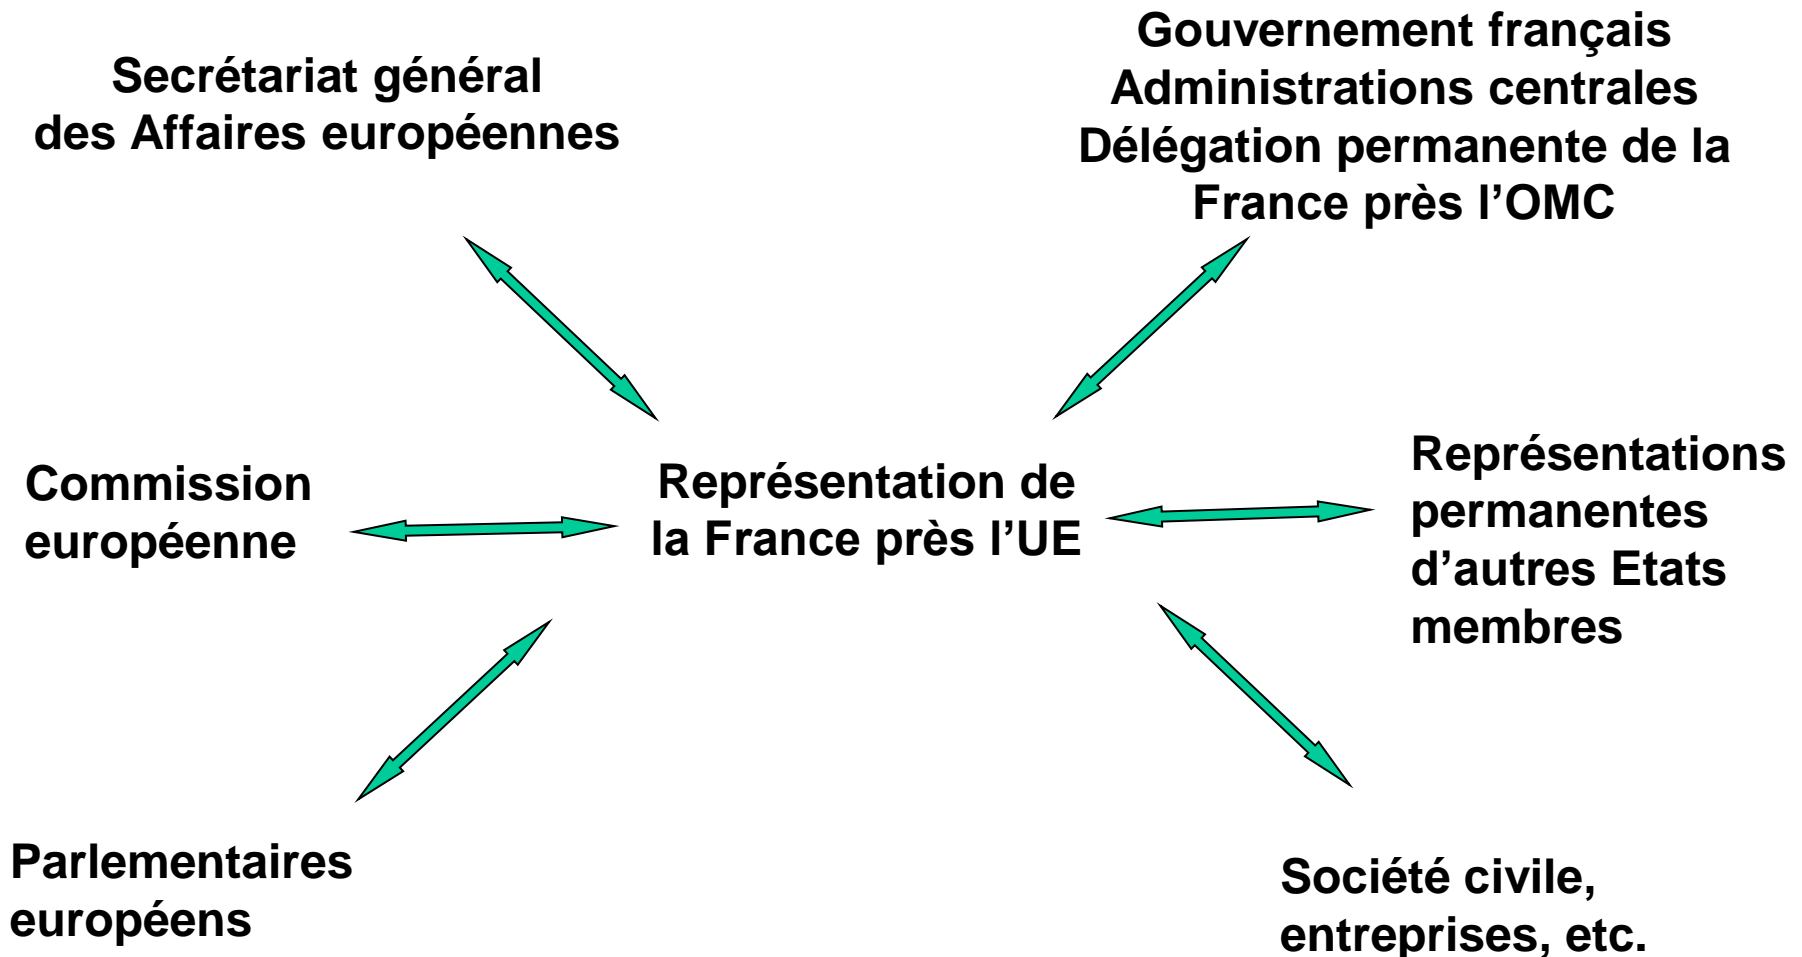 Secrétariat général
des Affaires européennes
Gouvernement français
Administrations centrales
Délégation permanente de la
France près l’OMC
Commission
européenne
Représentation de
la France près l’UE
Représentations
permanentes
d’autres Etats
membres
Parlementaires
européens
Société civile,
entreprises, etc.